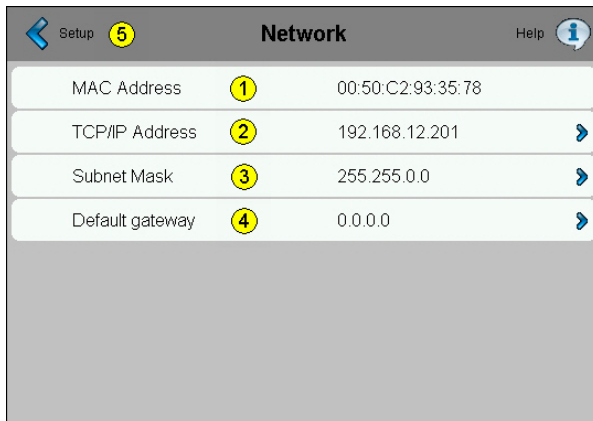 Setup 5 Network Help
MAC Address 1 00:50:C2:93:35:78
TCP/IP Address 2 192.168.12.201
Subnet Mask 3 255.255.0.0
Default gateway 4 0.0.0.0